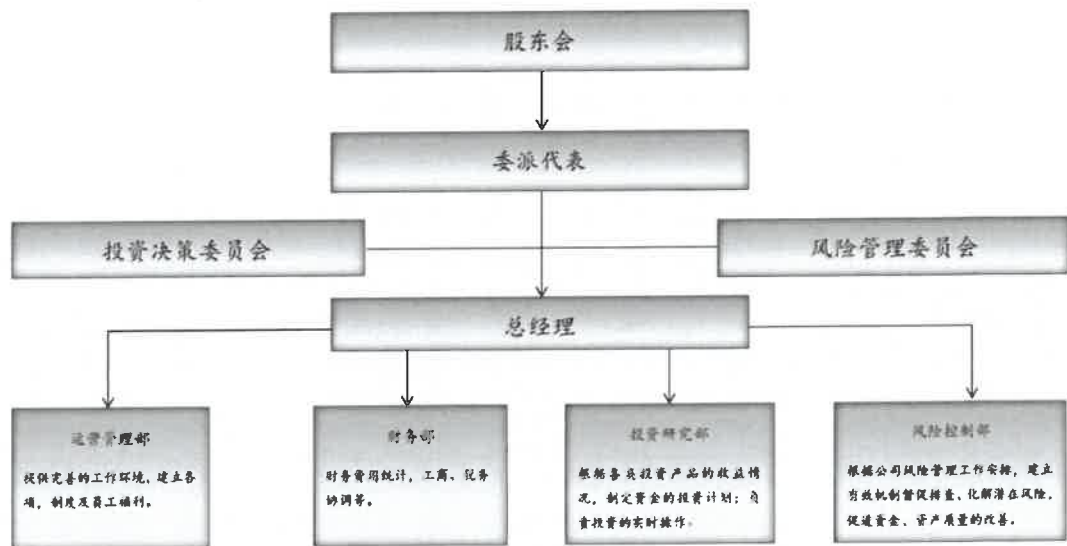 股东会
委派代表
投资决策委员会
风险管理委员会
总经理
运营管理部
提供完善的工作环境、建立各
项，制度及员工福利。
财务部
财务费用统计，工商、税务
协调等。
投资研究部
根据各类投资产品的收益情
况，制定资金的投资计划；负
责投资的实时操作。
风险控制部
根据公司风险管理工作安排，建立
有效机制督促排查、化解潜在风险，
促进资金、资产质量的改善。